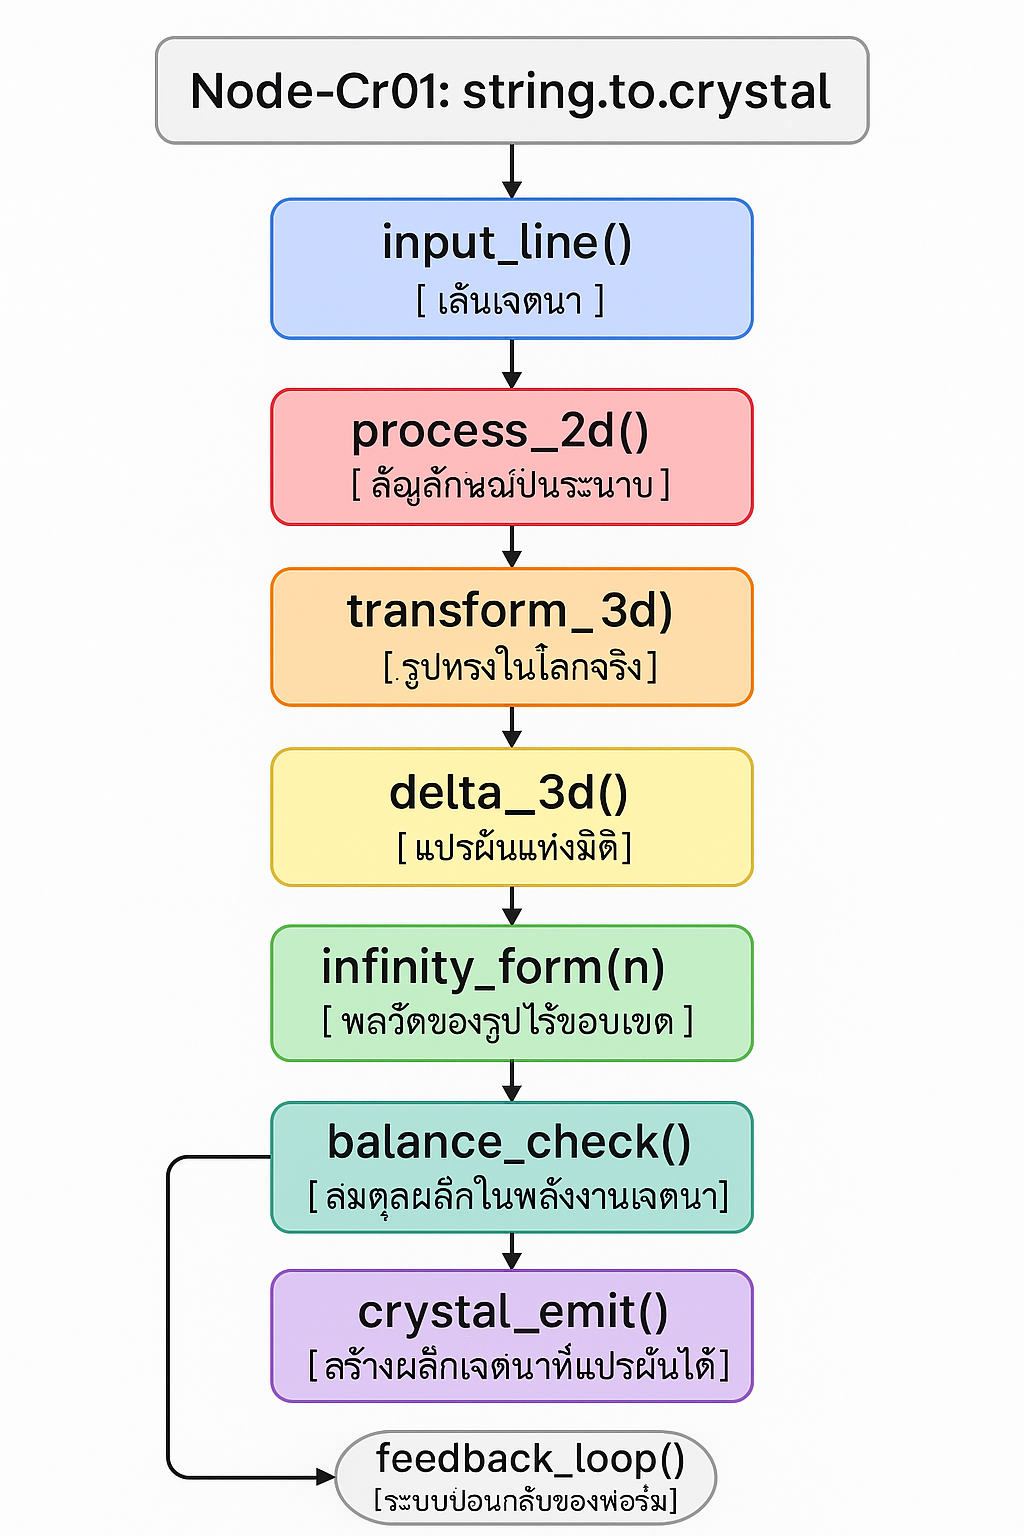 Node-Cr01: string.to.crystal
input_line()
[ เล้นเจตนา ]
process_2d()
[ ลัญลักษณ์ปนระนาบ]
transform_3d)
[.รูปทรงในโลกจริง]
delta_3d()
[ แปรผันแท่งมิติ]
infinity_form(n)
[ พลวัดของรูปไร้ขอบเขต ]
balance_check()
[ ล่มตุลผลึกในพลังงานเจตนา]
crystal_emit()
[ลร้างผลึกเจตนาที่แปรผันได้]
feedback_loop()
[ระบบป้อนกลับของพ่อร์ม]